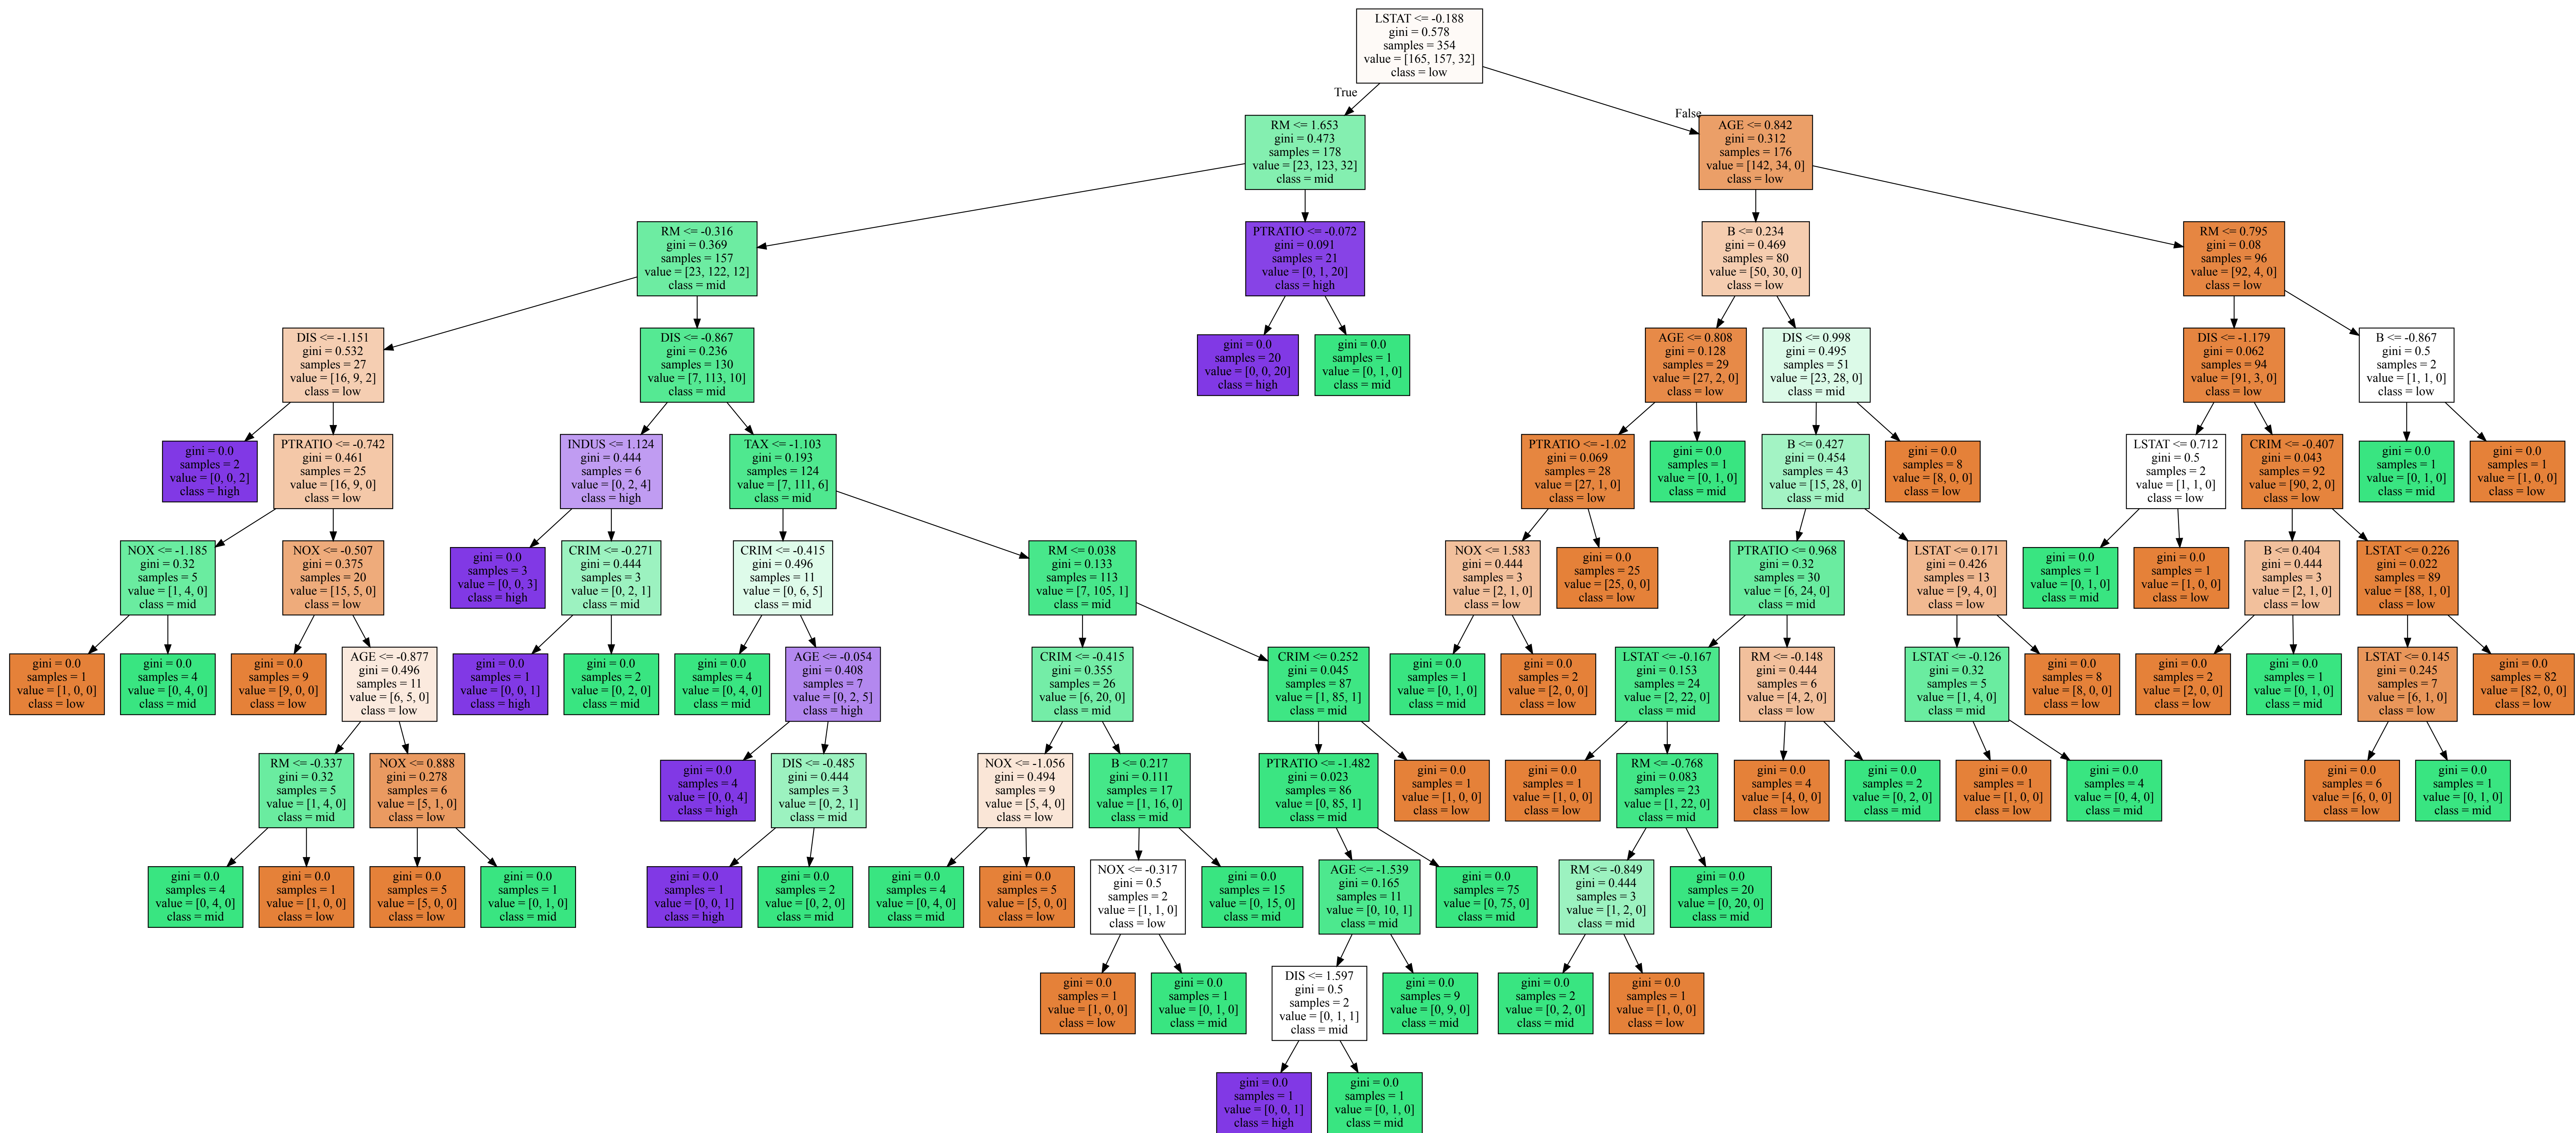 LSTAT <= -0.188
gini = 0.578
samples = 354
value = [165, 157, 32]
class = low
True
False
RM <= 1.653
gini = 0.473
samples = 178
value = [23, 123, 32]
class = mid
AGE <= 0.842
gini = 0.312
samples = 176
value = [142, 34, 0]
class = low
RM <= -0.316
gini = 0.369
samples = 157
value = [23, 122, 12]
class = mid
PTRATIO <= -0.072
gini = 0.091
samples = 21
value = [0, 1, 20]
class = high
B <= 0.234
gini = 0.469
samples = 80
value = [50, 30, 0]
class = low
RM <= 0.795
gini = 0.08
samples = 96
value = [92, 4, 0]
class = low
DIS <= -1.151
gini = 0.532
samples = 27
value = [16, 9, 2]
class = low
DIS <= -0.867
gini = 0.236
samples = 130
value = [7, 113, 10]
class = mid
gini = 0.0
samples = 20
value = [0, 0, 20]
class = high
gini = 0.0
samples = 1
value = [0, 1, 0]
class = mid
AGE <= 0.808
gini = 0.128
samples = 29
value = [27, 2, 0]
class = low
DIS <= 0.998
gini = 0.495
samples = 51
value = [23, 28, 0]
class = mid
DIS <= -1.179
gini = 0.062
samples = 94
value = [91, 3, 0]
class = low
B <= -0.867
gini = 0.5
samples = 2
value = [1, 1, 0]
class = low
gini = 0.0
samples = 2
value = [0, 0, 2]
class = high
PTRATIO <= -0.742
gini = 0.461
samples = 25
value = [16, 9, 0]
class = low
INDUS <= 1.124
gini = 0.444
samples = 6
value = [0, 2, 4]
class = high
TAX <= -1.103
gini = 0.193
samples = 124
value = [7, 111, 6]
class = mid
PTRATIO <= -1.02
gini = 0.069
samples = 28
value = [27, 1, 0]
class = low
gini = 0.0
samples = 1
value = [0, 1, 0]
class = mid
B <= 0.427
gini = 0.454
samples = 43
value = [15, 28, 0]
class = mid
gini = 0.0
samples = 8
value = [8, 0, 0]
class = low
LSTAT <= 0.712
gini = 0.5
samples = 2
value = [1, 1, 0]
class = low
CRIM <= -0.407
gini = 0.043
samples = 92
value = [90, 2, 0]
class = low
gini = 0.0
samples = 1
value = [0, 1, 0]
class = mid
gini = 0.0
samples = 1
value = [1, 0, 0]
class = low
NOX <= -1.185
gini = 0.32
samples = 5
value = [1, 4, 0]
class = mid
NOX <= -0.507
gini = 0.375
samples = 20
value = [15, 5, 0]
class = low
gini = 0.0
samples = 3
value = [0, 0, 3]
class = high
CRIM <= -0.271
gini = 0.444
samples = 3
value = [0, 2, 1]
class = mid
CRIM <= -0.415
gini = 0.496
samples = 11
value = [0, 6, 5]
class = mid
RM <= 0.038
gini = 0.133
samples = 113
value = [7, 105, 1]
class = mid
NOX <= 1.583
gini = 0.444
samples = 3
value = [2, 1, 0]
class = low
gini = 0.0
samples = 25
value = [25, 0, 0]
class = low
PTRATIO <= 0.968
gini = 0.32
samples = 30
value = [6, 24, 0]
class = mid
LSTAT <= 0.171
gini = 0.426
samples = 13
value = [9, 4, 0]
class = low
gini = 0.0
samples = 1
value = [0, 1, 0]
class = mid
gini = 0.0
samples = 1
value = [1, 0, 0]
class = low
B <= 0.404
gini = 0.444
samples = 3
value = [2, 1, 0]
class = low
LSTAT <= 0.226
gini = 0.022
samples = 89
value = [88, 1, 0]
class = low
gini = 0.0
samples = 1
value = [1, 0, 0]
class = low
gini = 0.0
samples = 4
value = [0, 4, 0]
class = mid
gini = 0.0
samples = 9
value = [9, 0, 0]
class = low
AGE <= -0.877
gini = 0.496
samples = 11
value = [6, 5, 0]
class = low
gini = 0.0
samples = 1
value = [0, 0, 1]
class = high
gini = 0.0
samples = 2
value = [0, 2, 0]
class = mid
gini = 0.0
samples = 4
value = [0, 4, 0]
class = mid
AGE <= -0.054
gini = 0.408
samples = 7
value = [0, 2, 5]
class = high
CRIM <= -0.415
gini = 0.355
samples = 26
value = [6, 20, 0]
class = mid
CRIM <= 0.252
gini = 0.045
samples = 87
value = [1, 85, 1]
class = mid
gini = 0.0
samples = 1
value = [0, 1, 0]
class = mid
gini = 0.0
samples = 2
value = [2, 0, 0]
class = low
LSTAT <= -0.167
gini = 0.153
samples = 24
value = [2, 22, 0]
class = mid
RM <= -0.148
gini = 0.444
samples = 6
value = [4, 2, 0]
class = low
LSTAT <= -0.126
gini = 0.32
samples = 5
value = [1, 4, 0]
class = mid
gini = 0.0
samples = 8
value = [8, 0, 0]
class = low
gini = 0.0
samples = 2
value = [2, 0, 0]
class = low
gini = 0.0
samples = 1
value = [0, 1, 0]
class = mid
LSTAT <= 0.145
gini = 0.245
samples = 7
value = [6, 1, 0]
class = low
gini = 0.0
samples = 82
value = [82, 0, 0]
class = low
RM <= -0.337
gini = 0.32
samples = 5
value = [1, 4, 0]
class = mid
NOX <= 0.888
gini = 0.278
samples = 6
value = [5, 1, 0]
class = low
gini = 0.0
samples = 4
value = [0, 0, 4]
class = high
DIS <= -0.485
gini = 0.444
samples = 3
value = [0, 2, 1]
class = mid
NOX <= -1.056
gini = 0.494
samples = 9
value = [5, 4, 0]
class = low
B <= 0.217
gini = 0.111
samples = 17
value = [1, 16, 0]
class = mid
PTRATIO <= -1.482
gini = 0.023
samples = 86
value = [0, 85, 1]
class = mid
gini = 0.0
samples = 1
value = [1, 0, 0]
class = low
gini = 0.0
samples = 1
value = [1, 0, 0]
class = low
RM <= -0.768
gini = 0.083
samples = 23
value = [1, 22, 0]
class = mid
gini = 0.0
samples = 4
value = [4, 0, 0]
class = low
gini = 0.0
samples = 2
value = [0, 2, 0]
class = mid
gini = 0.0
samples = 1
value = [1, 0, 0]
class = low
gini = 0.0
samples = 4
value = [0, 4, 0]
class = mid
gini = 0.0
samples = 6
value = [6, 0, 0]
class = low
gini = 0.0
samples = 1
value = [0, 1, 0]
class = mid
gini = 0.0
samples = 4
value = [0, 4, 0]
class = mid
gini = 0.0
samples = 1
value = [1, 0, 0]
class = low
gini = 0.0
samples = 5
value = [5, 0, 0]
class = low
gini = 0.0
samples = 1
value = [0, 1, 0]
class = mid
gini = 0.0
samples = 1
value = [0, 0, 1]
class = high
gini = 0.0
samples = 2
value = [0, 2, 0]
class = mid
gini = 0.0
samples = 4
value = [0, 4, 0]
class = mid
gini = 0.0
samples = 5
value = [5, 0, 0]
class = low
NOX <= -0.317
gini = 0.5
samples = 2
value = [1, 1, 0]
class = low
gini = 0.0
samples = 15
value = [0, 15, 0]
class = mid
AGE <= -1.539
gini = 0.165
samples = 11
value = [0, 10, 1]
class = mid
gini = 0.0
samples = 75
value = [0, 75, 0]
class = mid
RM <= -0.849
gini = 0.444
samples = 3
value = [1, 2, 0]
class = mid
gini = 0.0
samples = 20
value = [0, 20, 0]
class = mid
gini = 0.0
samples = 1
value = [1, 0, 0]
class = low
gini = 0.0
samples = 1
value = [0, 1, 0]
class = mid
DIS <= 1.597
gini = 0.5
samples = 2
value = [0, 1, 1]
class = mid
gini = 0.0
samples = 9
value = [0, 9, 0]
class = mid
gini = 0.0
samples = 2
value = [0, 2, 0]
class = mid
gini = 0.0
samples = 1
value = [1, 0, 0]
class = low
gini = 0.0
samples = 1
value = [0, 0, 1]
class = high
gini = 0.0
samples = 1
value = [0, 1, 0]
class = mid